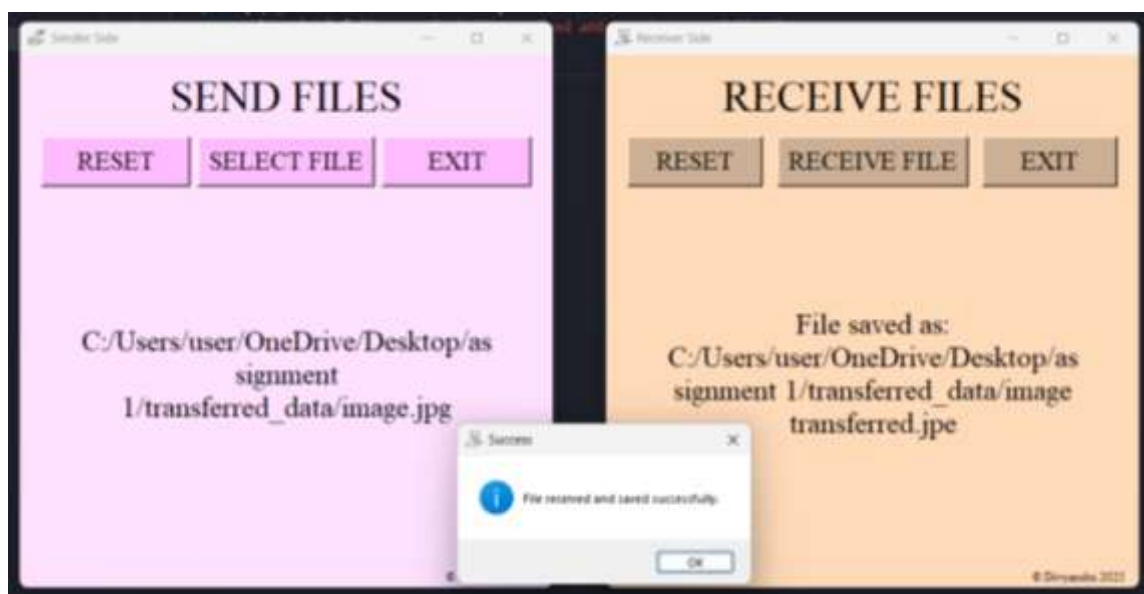 Sender Side
SEND FILES
RESET
SELECT FILE
EXIT
C:/Users/user/OneDrive/Desktop/as
signment
1/transferred_data/image.jpg
©
Receiver Side
RECEIVE FILES
RESET
RECEIVE FILE
EXIT
File saved as:
C:/Users/user/OneDrive/Desktop/as
signment 1/transferred_data/image
transferred.jpe
Success
File received and saved successfully.
OK
© Divyanshu